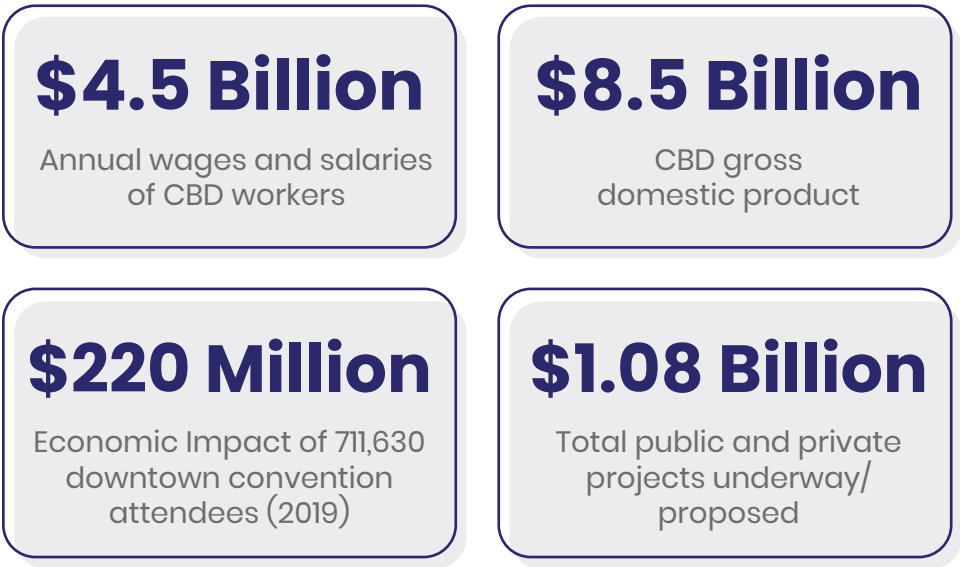 $4.5 Billion
Annual wages and salaries
of CBD workers
$8.5 Billion
CBD gross
domestic product
$220 Million
Economic Impact of 711,630
downtown convention
attendees (2019)
$1.08 Billion
Total public and private
projects underway/
proposed